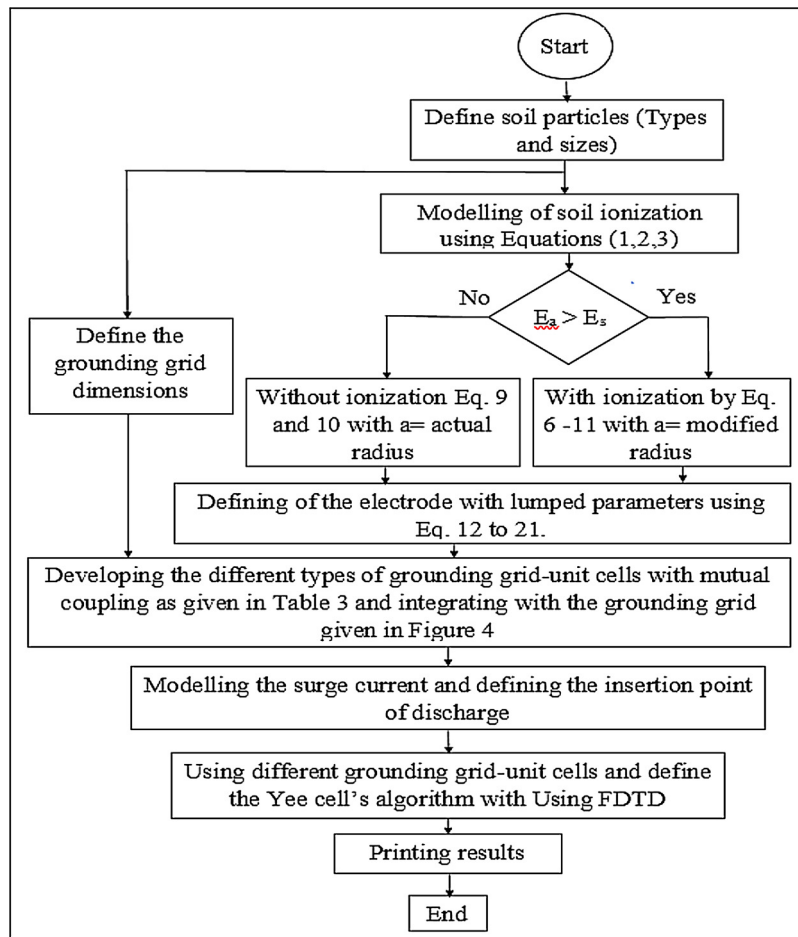 Start
Define soil particles (Types
and sizes)
Modelling of soil ionization
using Equations (1,2,3)
No
Yes
Ea > Es
Define the
grounding grid
dimensions
Without ionization Eq. 9
and 10 with a= actual
radius
With ionization by Eq.
6 -11 with a= modified
radius
Defining of the electrode with lumped parameters using
Eq. 12 to 21.
Developing the different types of grounding grid-unit cells with mutual
coupling as given in Table 3 and integrating with the grounding grid
given in Figure 4
Modelling the surge current and defining the insertion point
of discharge
Using different grounding grid-unit cells and define
the Yee cell's algorithm with Using FDTD
Printing results
End